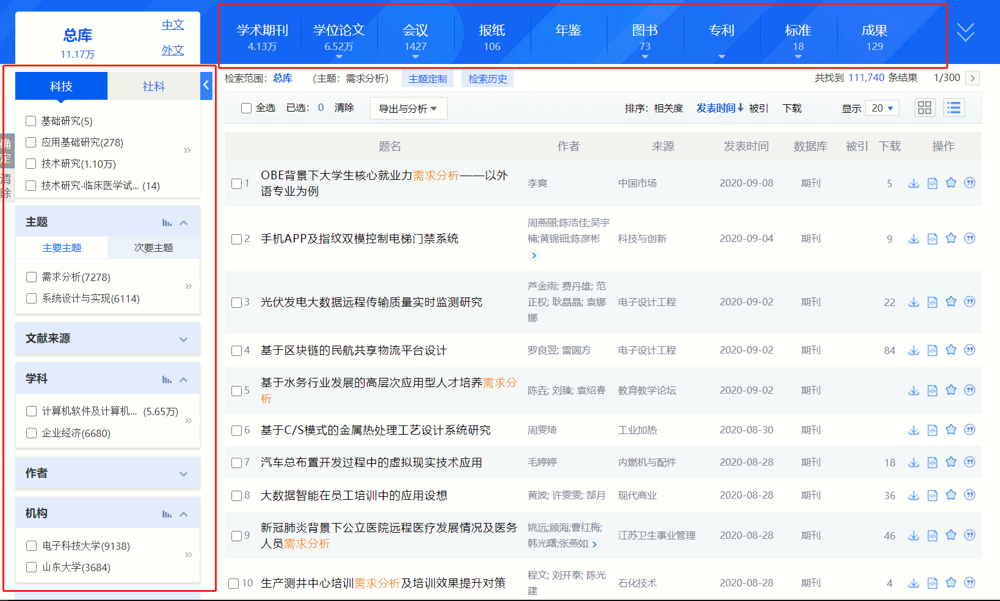 总库
11.17万
中文
外文
学术期刊
4.13万
学位论文
6.52万
会议
1427
报纸
106
年鉴
图书
73
专利
标准
18
成果
129
科技
社科
基础研究(5)
应用基础研究(278)
技术研究(1.10万)
技术研究-临床医学试... (14)
确定
清除
主题
主要主题
次要主题
需求分析(7278)
系统设计与实现(6114)
文献来源
学科
计算机软件及计算机... (5.65万)
企业经济(6680)
作者
机构
电子科技大学(9138)
山东大学(3684)
检索范围：总库 (主题：需求分析) 主题定制 检索历史 共找到 111,740 条结果 1/300
全选 已选：0 清除 导出与分析 排序：相关度 发表时间↓ 被引 下载 显示 20
题名 作者 来源 发表时间 数据库 被引 下载 操作
1 OBE背景下大学生核心就业力需求分析——以外
语专业为例
李爽 中国市场 2020-09-08 期刊 5
2 手机APP及指纹双模控制电梯门禁系统
周燕丽;陈浩佳;吴宇
楠;黄锦钿;陈彦彬
科技与创新 2020-09-04 期刊 9
3 光伏发电大数据远程传输质量实时监测研究
芦金雨; 费丹雄; 范
正权; 耿晶晶; 袁娜
娜
电子设计工程 2020-09-02 期刊 22
4 基于区块链的民航共享物流平台设计 罗良翌; 雷圆方 电子设计工程 2020-09-02 期刊 84
5 基于水务行业发展的高层次应用型人才培养需求分
析
陈垚; 刘臻; 袁绍春 教育教学论坛 2020-09-02 期刊
6 基于C/S模式的金属热处理工艺设计系统研究 周雯琦 工业加热 2020-08-30 期刊
7 汽车总布置开发过程中的虚拟现实技术应用 毛婷婷 内燃机与配件 2020-08-28 期刊 18
8 大数据智能在员工培训中的应用设想 黄波; 许雯雯; 郜月 现代商业 2020-08-28 期刊 36
9 新冠肺炎背景下公立医院远程医疗发展情况及医务
人员需求分析
姚远;顾海;曹红梅;
韩光曙;张燕如
江苏卫生事业管理 2020-08-28 期刊 46
10 生产测井中心培训需求分析及培训效果提升对策
程文; 刘开泰; 陈光
建
石化技术 2020-08-28 期刊 4